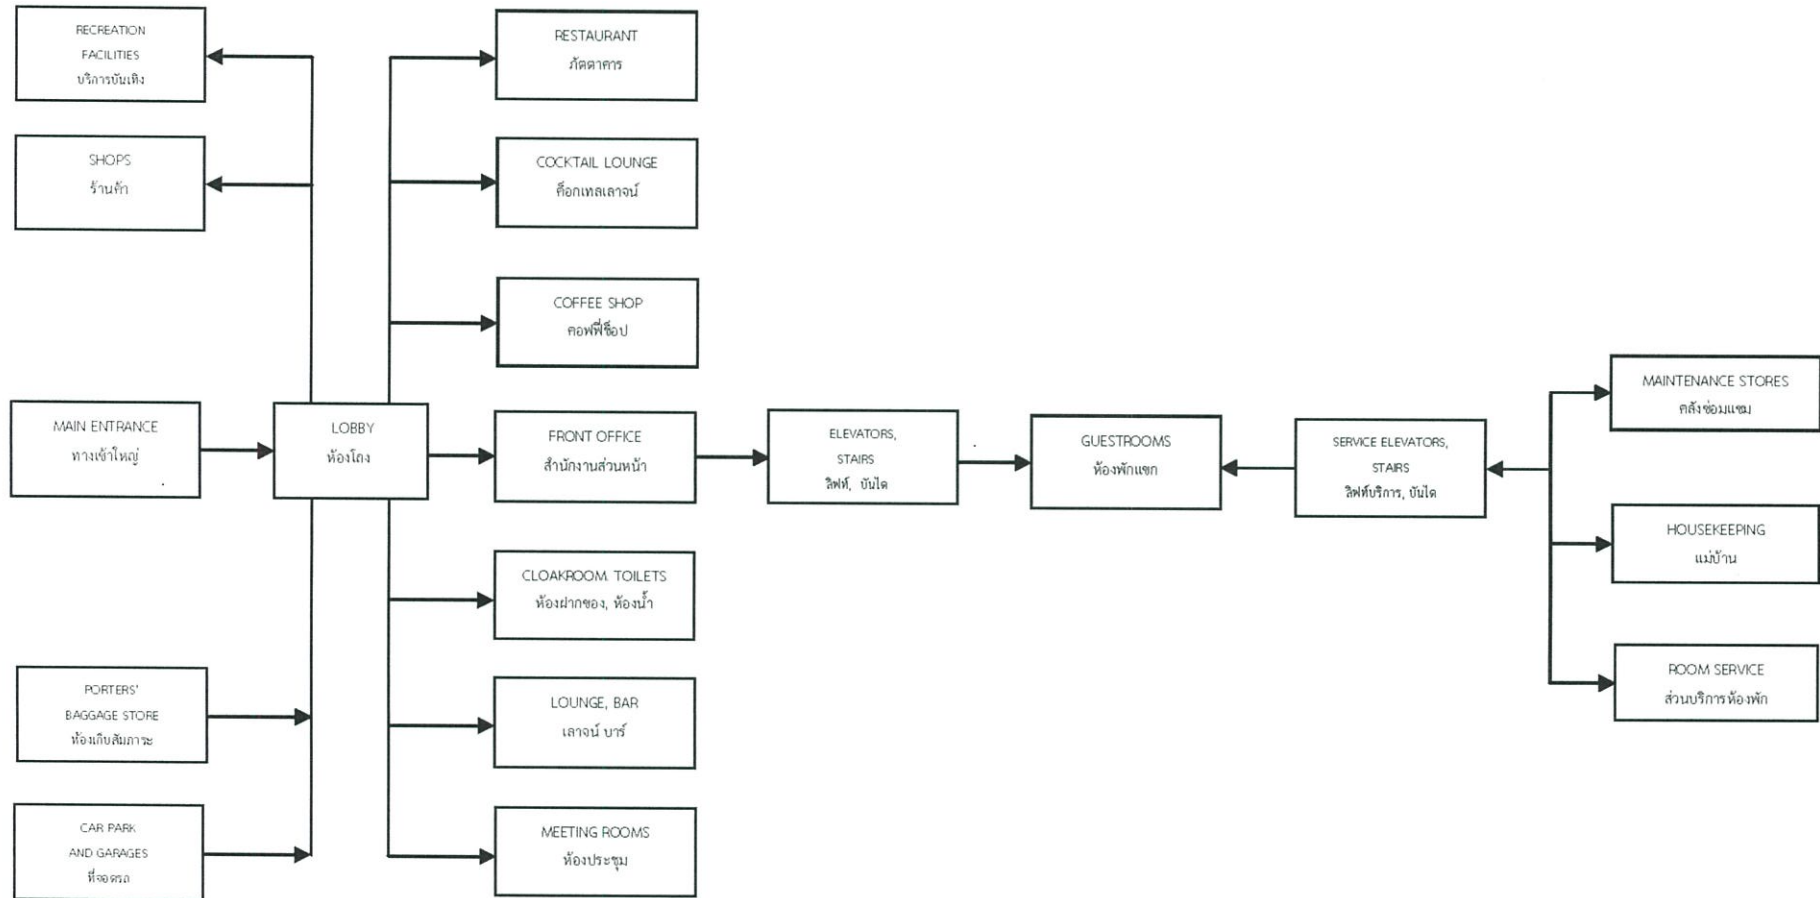 RECREATION
FACILITIES
บริการบันเทิง
SHOPS
ร้านค้า
MAIN ENTRANCE
ทางเข้าใหญ่
PORTERS'
BAGGAGE STORE
ห้องเก็บสัมภาระ
CAR PARK
AND GARAGES
ที่จอดรถ
LOBBY
ห้องโถง
RESTAURANT
ภัตตาคาร
COCKTAIL LOUNGE
ค็อกเทลเลาจน์
COFFEE SHOP
คอฟฟี่ช็อป
FRONT OFFICE
สำนักงานส่วนหน้า
CLOAKROOM TOILETS
ห้องฝากของ, ห้องน้ำ
LOUNGE, BAR
เลาจน์ บาร์
MEETING ROOMS
ห้องประชุม
ELEVATORS,
STAIRS
ลิฟท์, บันได
GUESTROOMS
ห้องพักแขก
SERVICE ELEVATORS,
STAIRS
ลิฟท์บริการ, บันได
MAINTENANCE STORES
คลังซ่อมแซม
HOUSEKEEPING
แม่บ้าน
ROOM SERVICE
ส่วนบริการห้องพัก